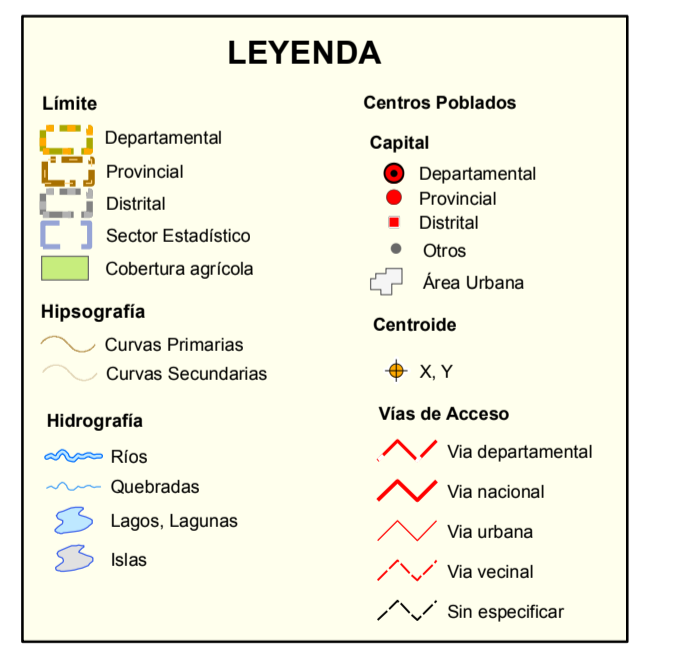 LEYENDA
Límite
Departamental
Provincial
Distrital
Sector Estadístico
Cobertura agrícola
Hipsografía
Curvas Primarias
Curvas Secundarias
Hidrografía
Ríos
Quebradas
Lagos, Lagunas
Islas
Centros Poblados
Capital
Departamental
Provincial
Distrital
Otros
Área Urbana
Centroide
X, Y
Vías de Acceso
Via departamental
Via nacional
Via urbana
Via vecinal
Sin especificar